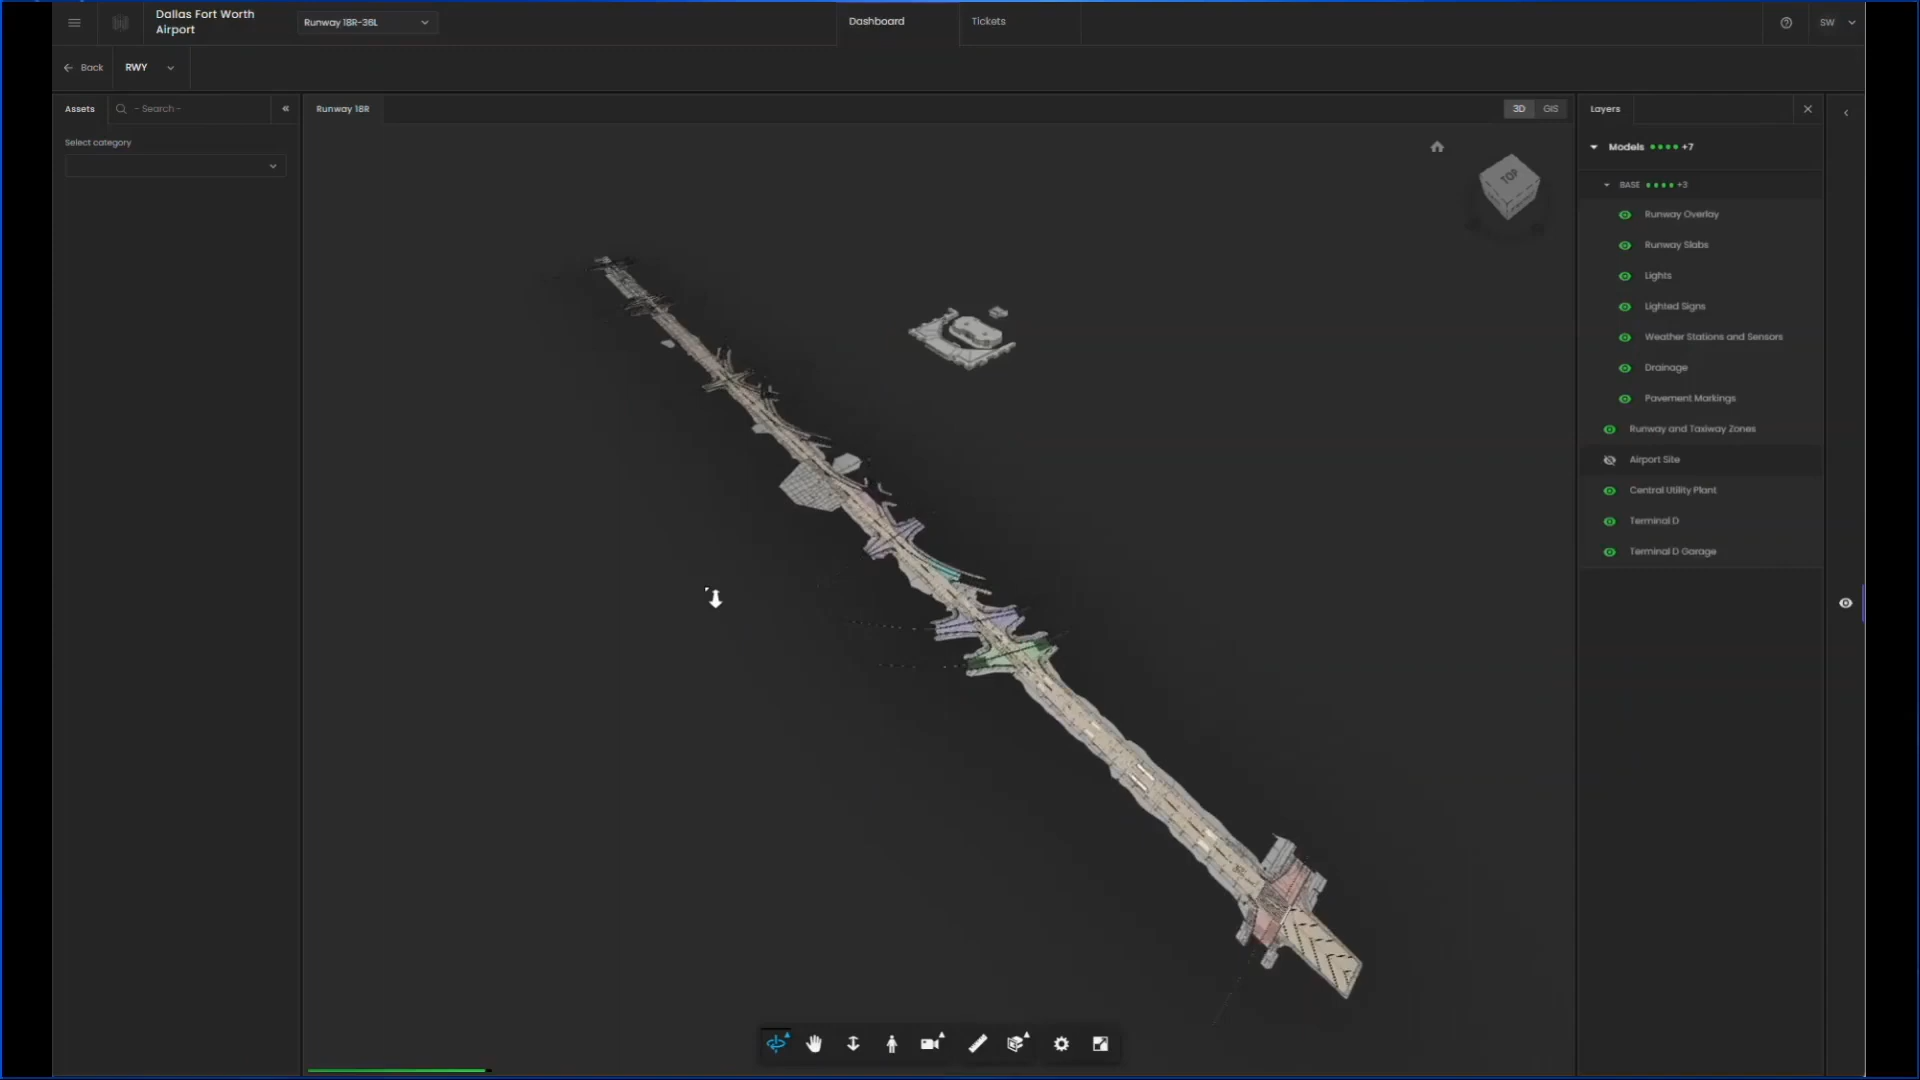 Dallas Fort Worth
Airport
Runway 18R-36L
Dashboard
Tickets
SW
Back
RWY
Assets
- Search -
Select category
Runway 18R
3D
GIS
TOP
Layers
Models +7
BASE +3
Runway Overlay
Runway Slabs
Lights
Lighted Signs
Weather Stations and Sensors
Drainage
Pavement Markings
Runway and Taxiway Zones
Airport Site
Central Utility Plant
Terminal D
Terminal D Garage